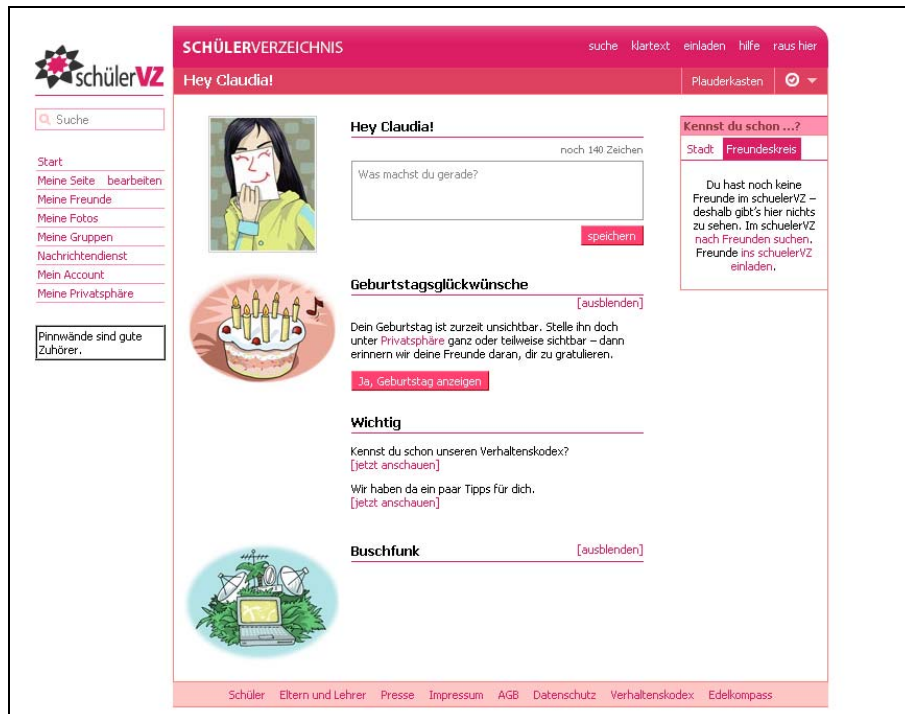 schülerVZ
SCHÜLERVERZEICHNIS
suche klartext einladen hilfe raus hier
Hey Claudia!
Plauderkasten
Suche
Start
Meine Seite bearbeiten
Meine Freunde
Meine Fotos
Meine Gruppen
Nachrichtendienst
Mein Account
Meine Privatsphäre
Pinnwände sind gute
Zuhörer.
Hey Claudia!
noch 140 Zeichen
Was machst du gerade?
speichern
Geburtstagsglückwünsche
[ausblenden]
Dein Geburtstag ist zurzeit unsichtbar. Stelle ihn doch
unter Privatsphäre ganz oder teilweise sichtbar – dann
erinnern wir deine Freunde daran, dir zu gratulieren.
Ja, Geburtstag anzeigen
Wichtig
Kennst du schon unseren Verhaltenskodex?
[jetzt anschauen]
Wir haben da ein paar Tipps für dich.
[jetzt anschauen]
Buschfunk [ausblenden]
Kennst du schon ...?
Stadt Freundeskreis
Du hast noch keine
Freunde im schuelerVZ –
deshalb gibt's hier nichts
zu sehen. Im schuelerVZ
nach Freunden suchen.
Freunde ins schuelerVZ
einladen.
Schüler Eltern und Lehrer Presse Impressum AGB Datenschutz Verhaltenskodex Edelkompass